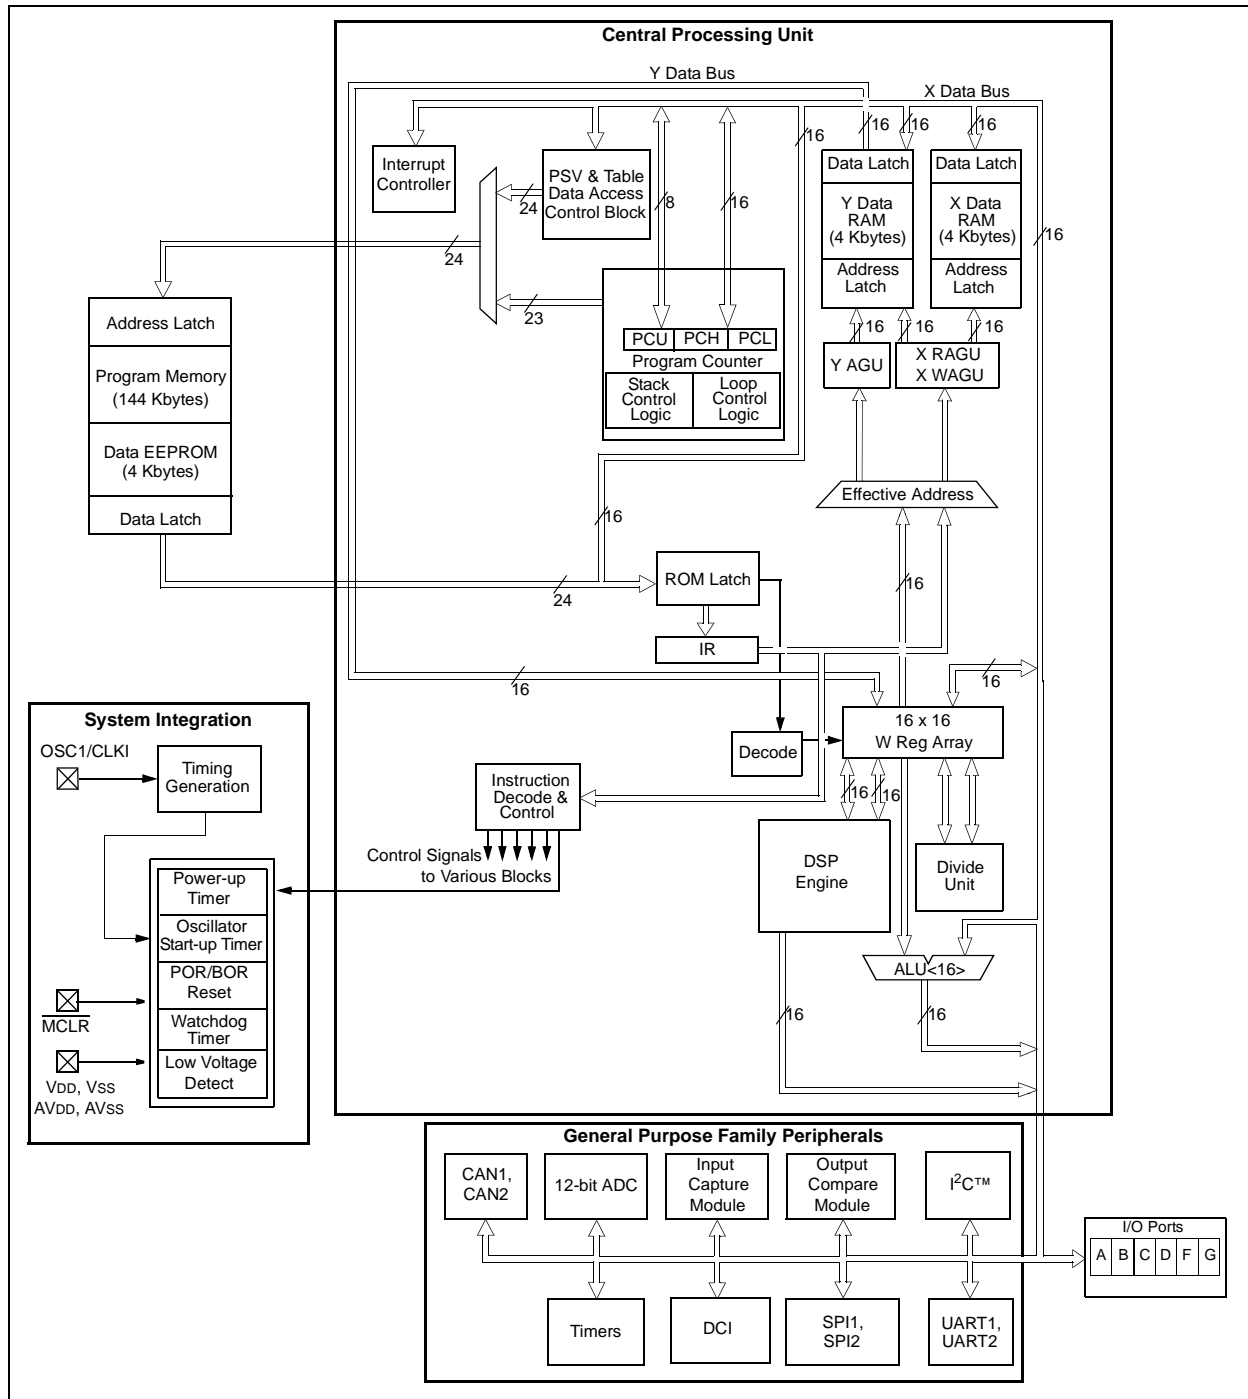 Central Processing Unit
Y Data Bus
X Data Bus
16
16
16
16
Interrupt
Controller
PSV & Table
Data Access
Control Block
24
8
16
Data Latch
Y Data
RAM
(4 Kbytes)
Address
Latch
Data Latch
X Data
RAM
(4 Kbytes)
Address
Latch
16
24
23
PCU
PCH
PCL
Program Counter
Stack
Control
Logic
Loop
Control
Logic
16
16
16
Y AGU
X RAGU
X WAGU
Address Latch
Program Memory
(144 Kbytes)
Data EEPROM
(4 Kbytes)
Data Latch
Effective Address
16
24
ROM Latch
16
IR
16
16
16 x 16
W Reg Array
Decode
Instruction
Decode &
Control
Control Signals
to Various Blocks
16
16
DSP
Engine
Divide
Unit
ALU<16>
16
16
System Integration
OSC1/CLKI
Timing
Generation
Power-up
Timer
Oscillator
Start-up Timer
POR/BOR
Reset
MCLR
Watchdog
Timer
Low Voltage
Detect
VDD, VSS
AVDD, AVSS
General Purpose Family Peripherals
CAN1,
CAN2
12-bit ADC
Input
Capture
Module
Output
Compare
Module
I2C™
Timers
DCI
SPI1,
SPI2
UART1,
UART2
I/O Ports
A B C D F G